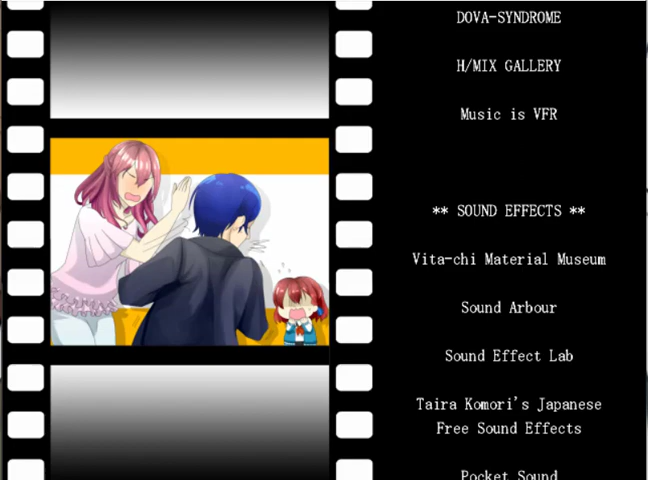 DOVA-SYNDROME
H/MIX GALLERY
Music is VFR
** SOUND EFFECTS **
Vita-chi Material Museum
Sound Arbour
Sound Effect Lab
Taira Komori's Japanese
Free Sound Effects
Pocket Sound